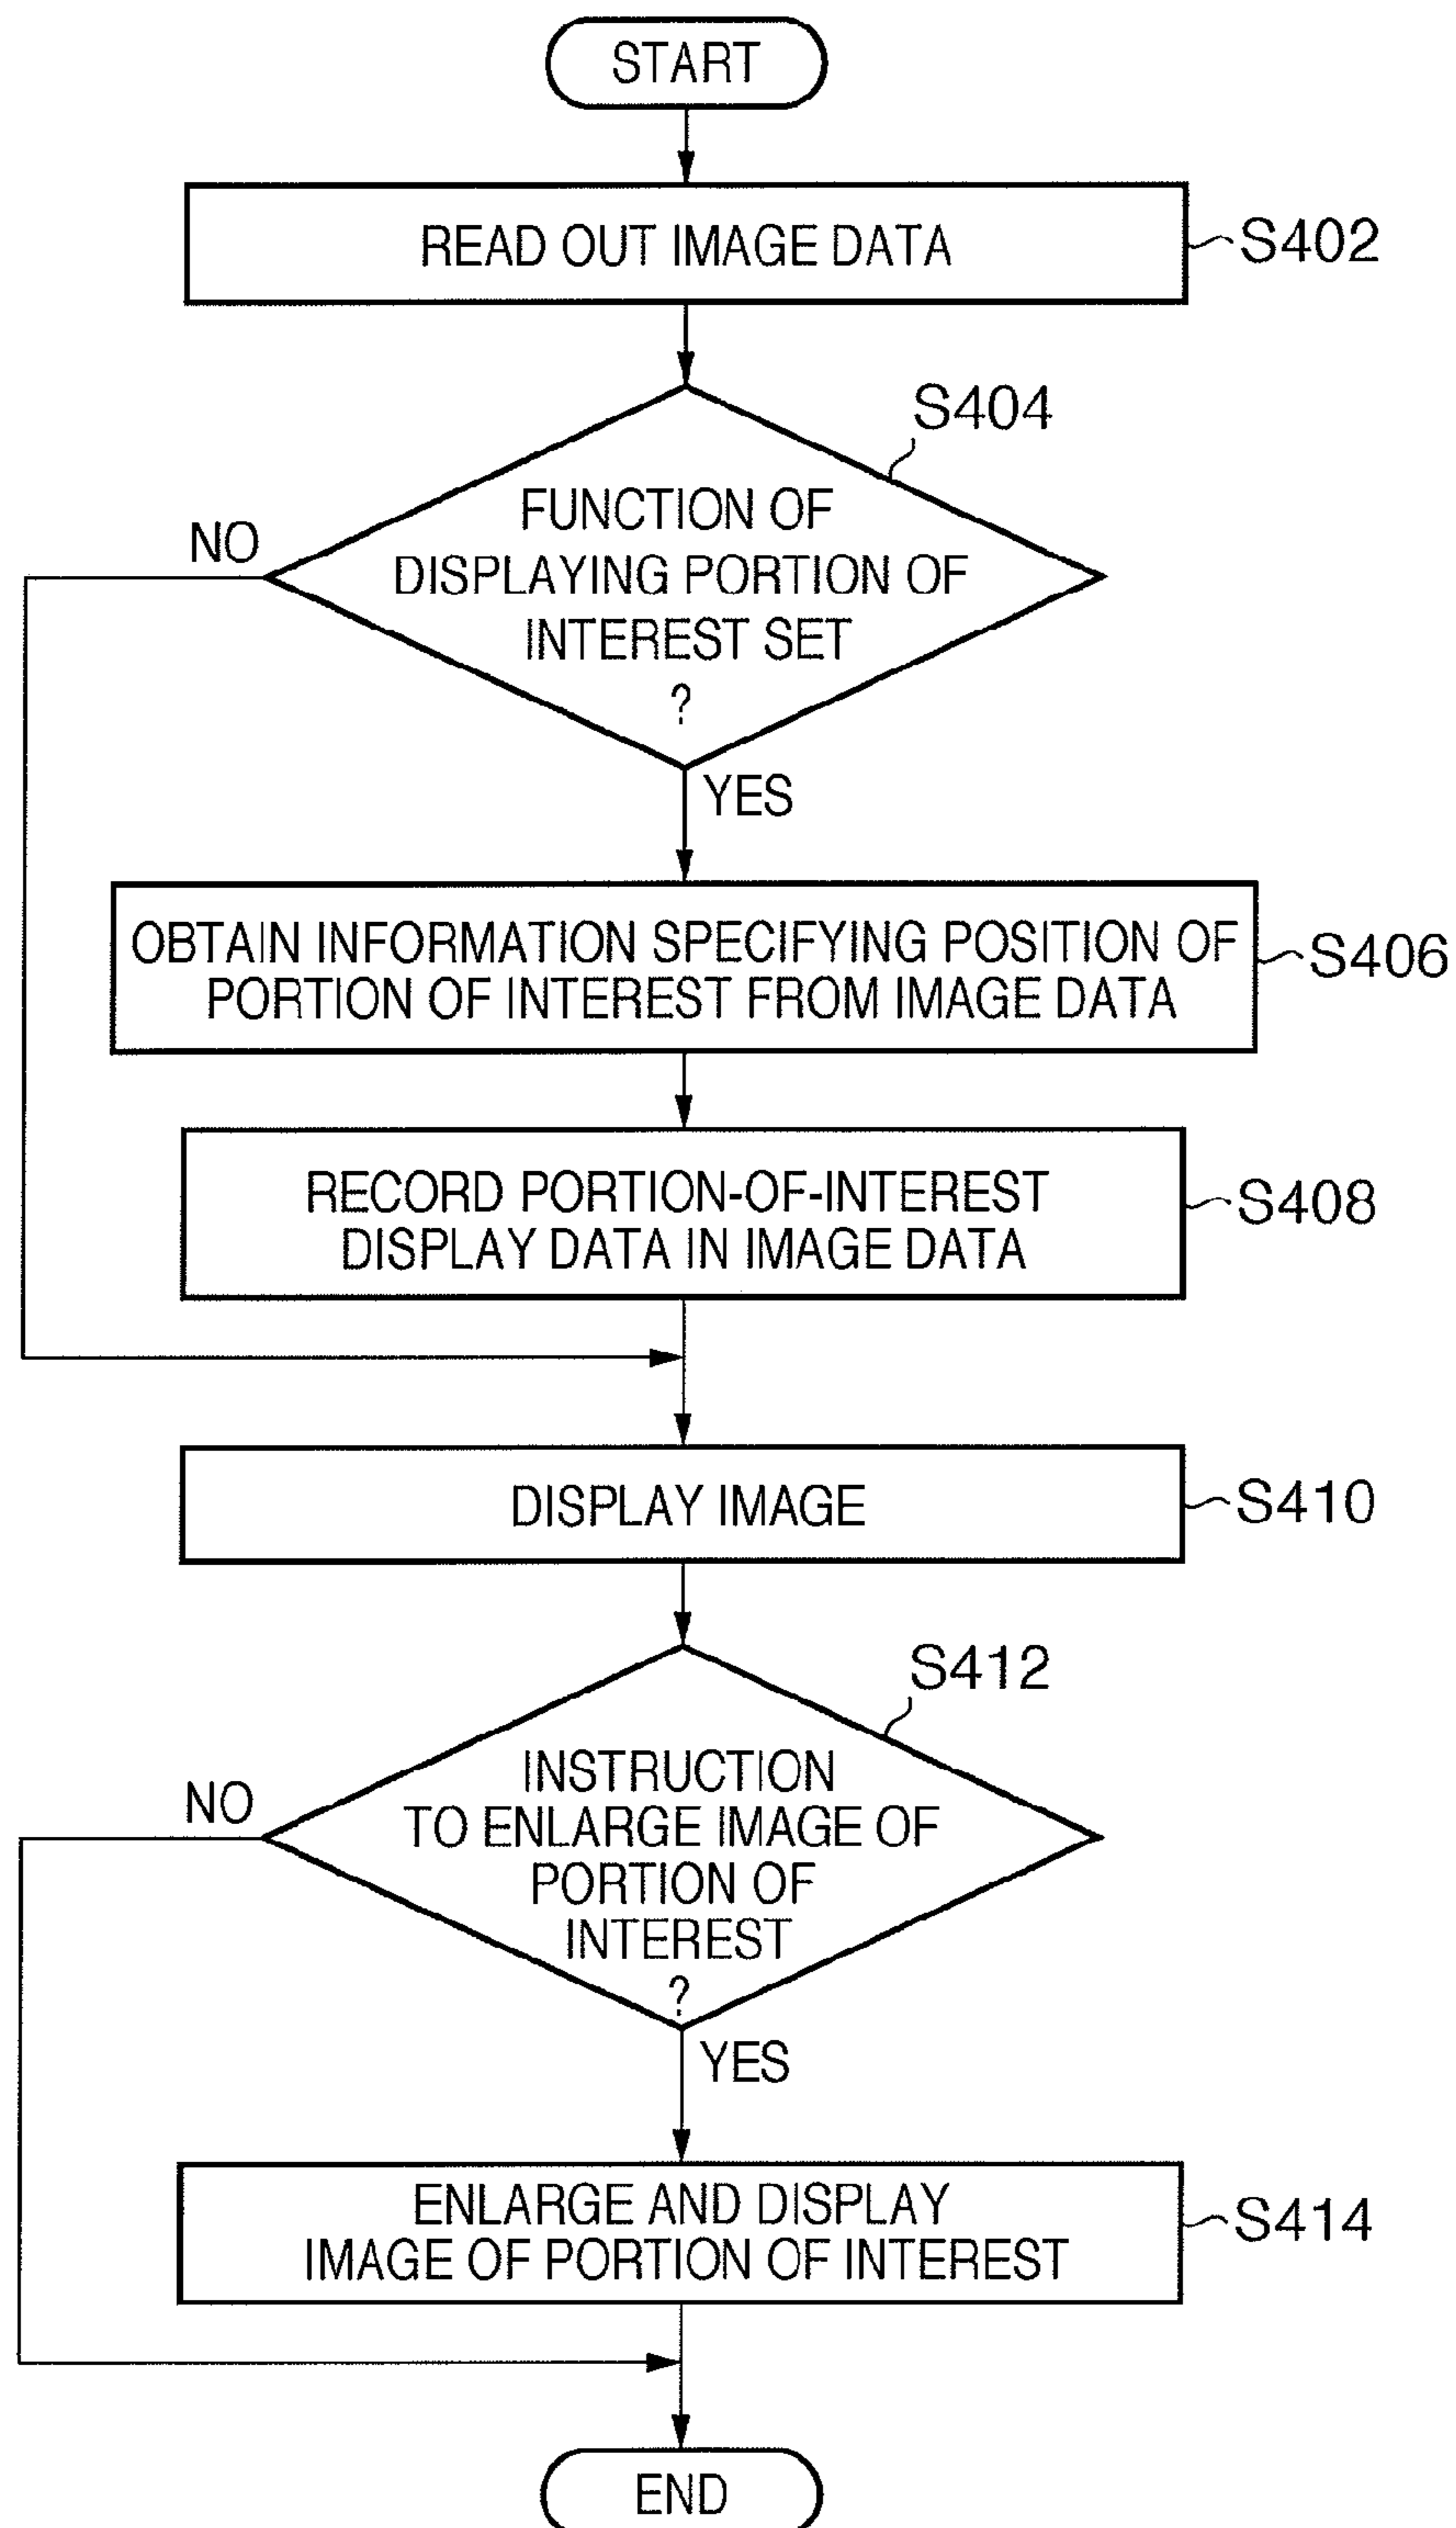 START
READ OUT IMAGE DATA
S402
S404
FUNCTION OF
DISPLAYING PORTION OF
INTEREST SET
?
NO
YES
OBTAIN INFORMATION SPECIFYING POSITION OF
PORTION OF INTEREST FROM IMAGE DATA
S406
RECORD PORTION-OF-INTEREST
DISPLAY DATA IN IMAGE DATA
S408
DISPLAY IMAGE
S410
S412
INSTRUCTION
TO ENLARGE IMAGE OF
PORTION OF
INTEREST
?
NO
YES
ENLARGE AND DISPLAY
IMAGE OF PORTION OF INTEREST
S414
END